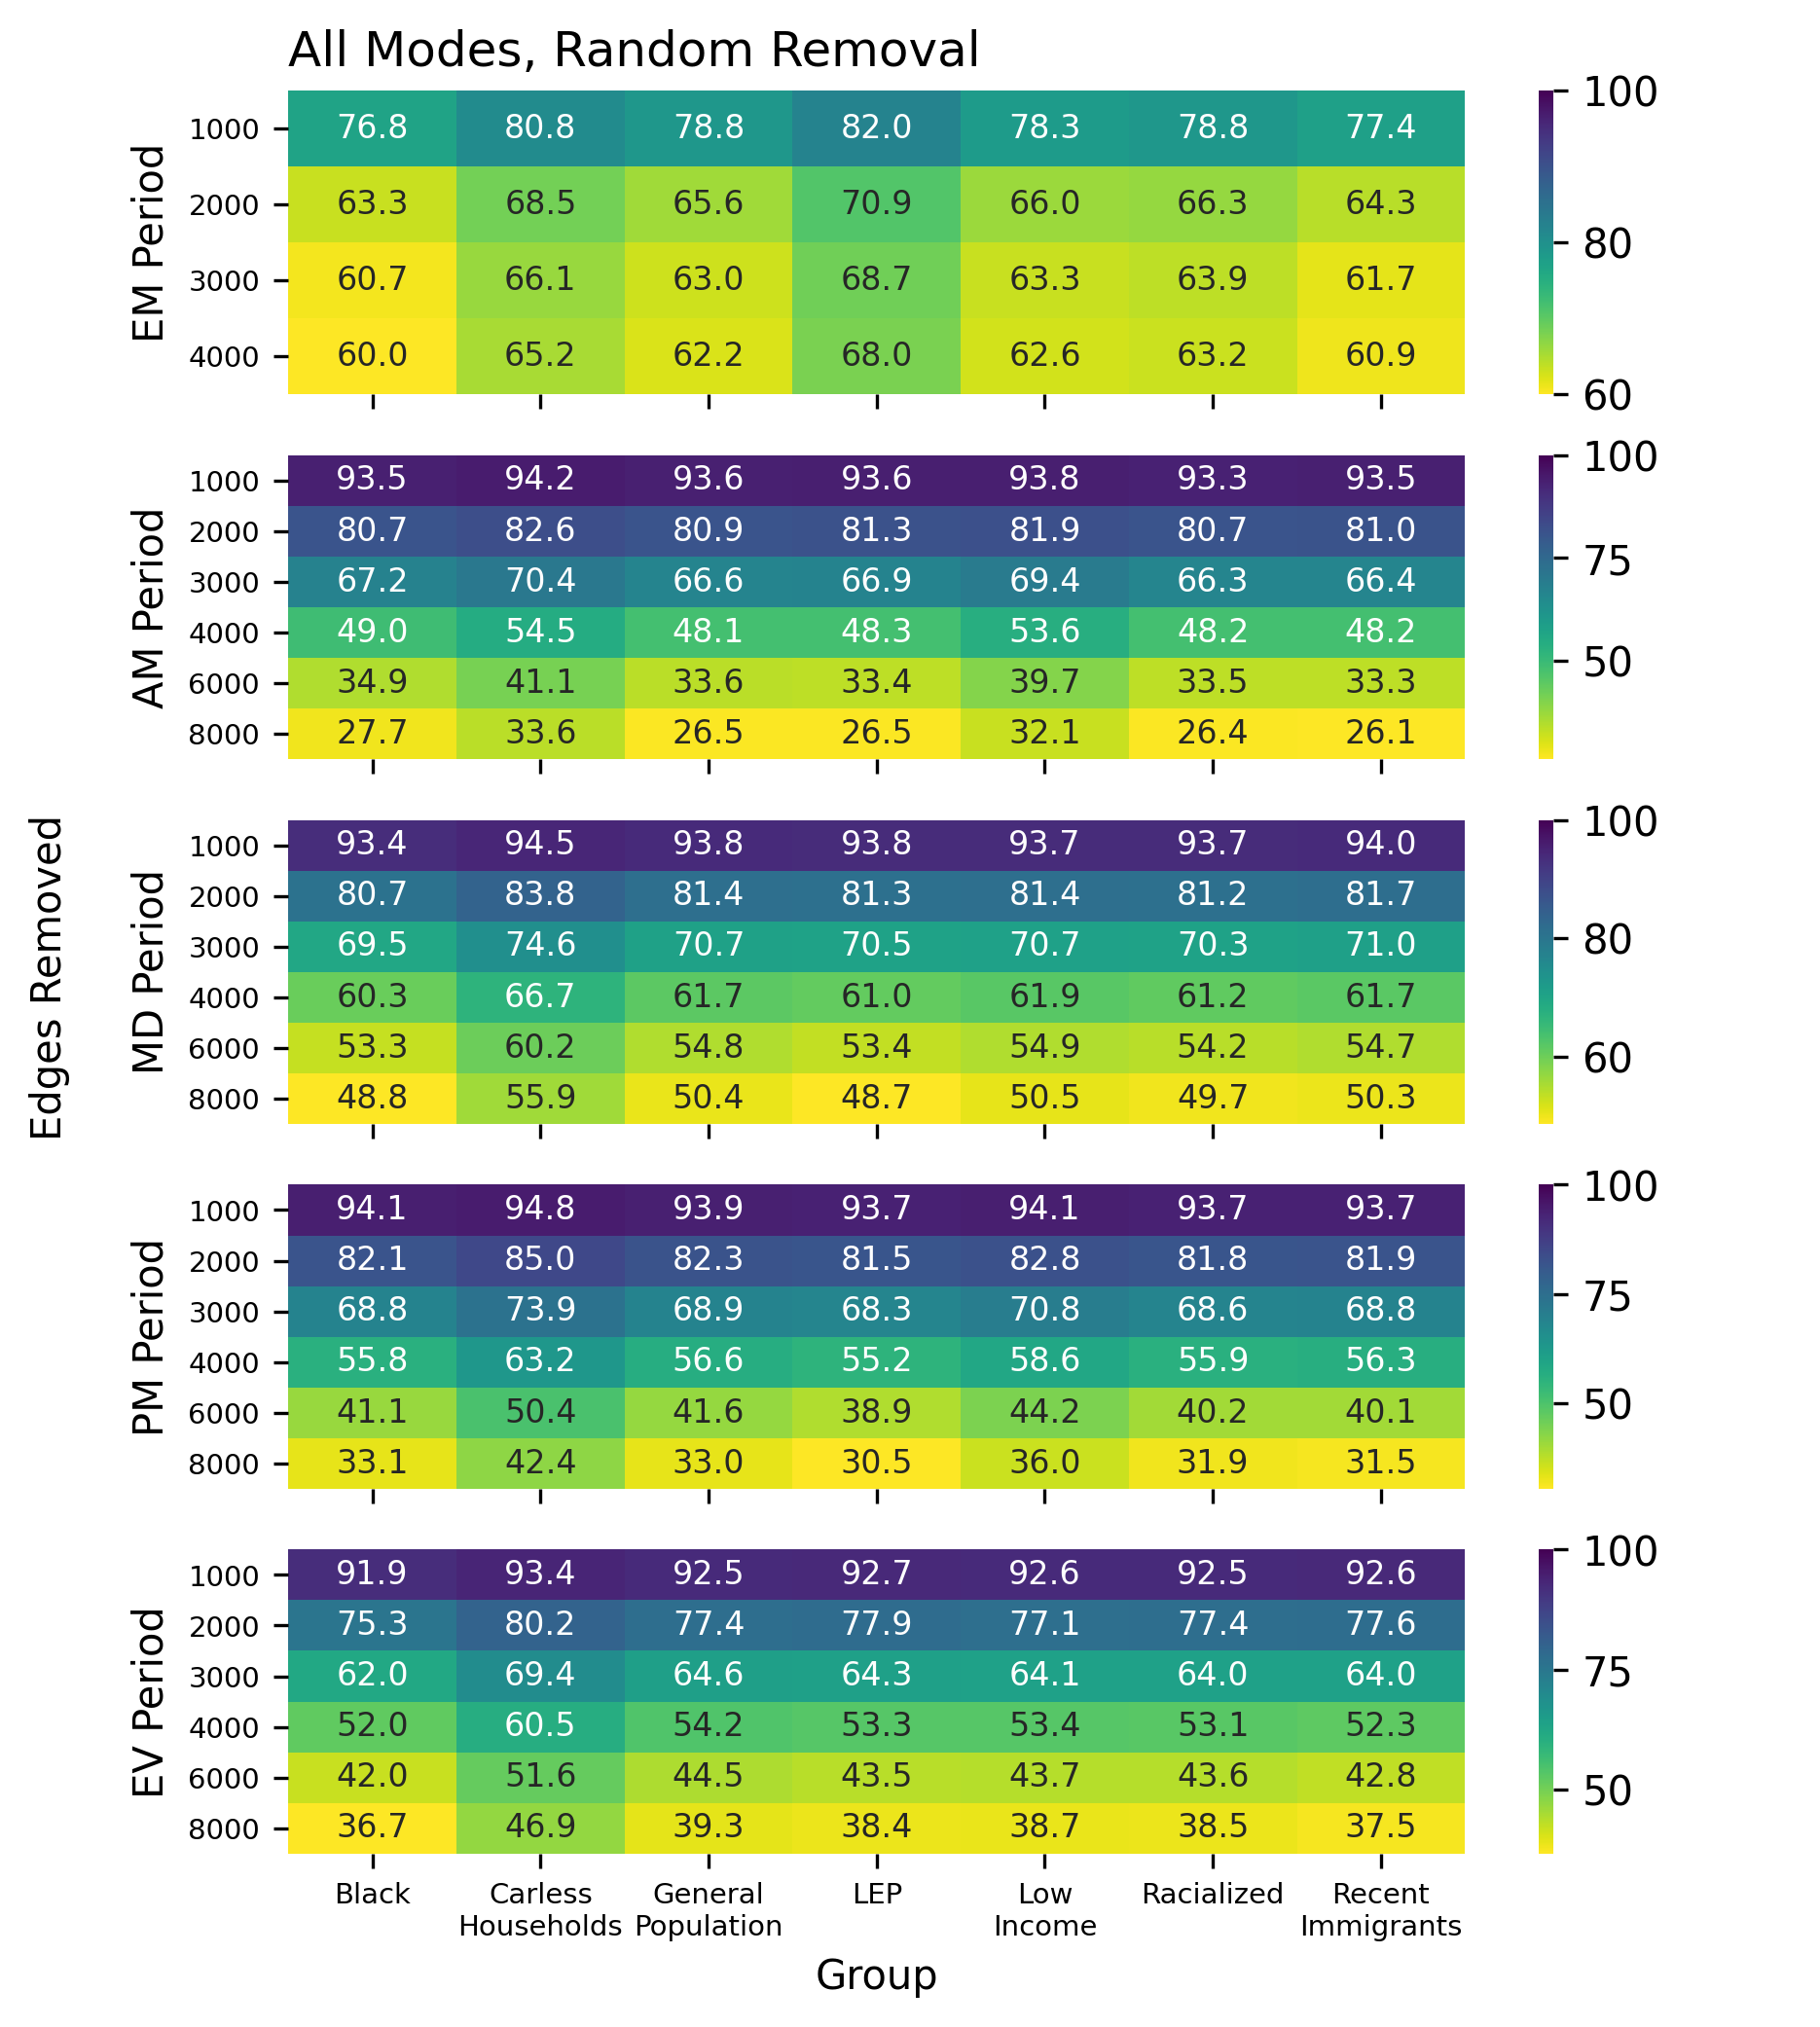 All Modes, Random Removal
EM Period
1000 76.8 80.8 78.8 82.0 78.3 78.8 77.4
2000 63.3 68.5 65.6 70.9 66.0 66.3 64.3
3000 60.7 66.1 63.0 68.7 63.3 63.9 61.7
4000 60.0 65.2 62.2 68.0 62.6 63.2 60.9
100
80
60
AM Period
1000 93.5 94.2 93.6 93.6 93.8 93.3 93.5
2000 80.7 82.6 80.9 81.3 81.9 80.7 81.0
3000 67.2 70.4 66.6 66.9 69.4 66.3 66.4
4000 49.0 54.5 48.1 48.3 53.6 48.2 48.2
6000 34.9 41.1 33.6 33.4 39.7 33.5 33.3
8000 27.7 33.6 26.5 26.5 32.1 26.4 26.1
100
75
50
Edges Removed
MD Period
1000 93.4 94.5 93.8 93.8 93.7 93.7 94.0
2000 80.7 83.8 81.4 81.3 81.4 81.2 81.7
3000 69.5 74.6 70.7 70.5 70.7 70.3 71.0
4000 60.3 66.7 61.7 61.0 61.9 61.2 61.7
6000 53.3 60.2 54.8 53.4 54.9 54.2 54.7
8000 48.8 55.9 50.4 48.7 50.5 49.7 50.3
100
80
60
PM Period
1000 94.1 94.8 93.9 93.7 94.1 93.7 93.7
2000 82.1 85.0 82.3 81.5 82.8 81.8 81.9
3000 68.8 73.9 68.9 68.3 70.8 68.6 68.8
4000 55.8 63.2 56.6 55.2 58.6 55.9 56.3
6000 41.1 50.4 41.6 38.9 44.2 40.2 40.1
8000 33.1 42.4 33.0 30.5 36.0 31.9 31.5
100
75
50
EV Period
1000 91.9 93.4 92.5 92.7 92.6 92.5 92.6
2000 75.3 80.2 77.4 77.9 77.1 77.4 77.6
3000 62.0 69.4 64.6 64.3 64.1 64.0 64.0
4000 52.0 60.5 54.2 53.3 53.4 53.1 52.3
6000 42.0 51.6 44.5 43.5 43.7 43.6 42.8
8000 36.7 46.9 39.3 38.4 38.7 38.5 37.5
100
75
50
Black Carless General LEP Low Racialized Recent
Households Population Income Immigrants
Group